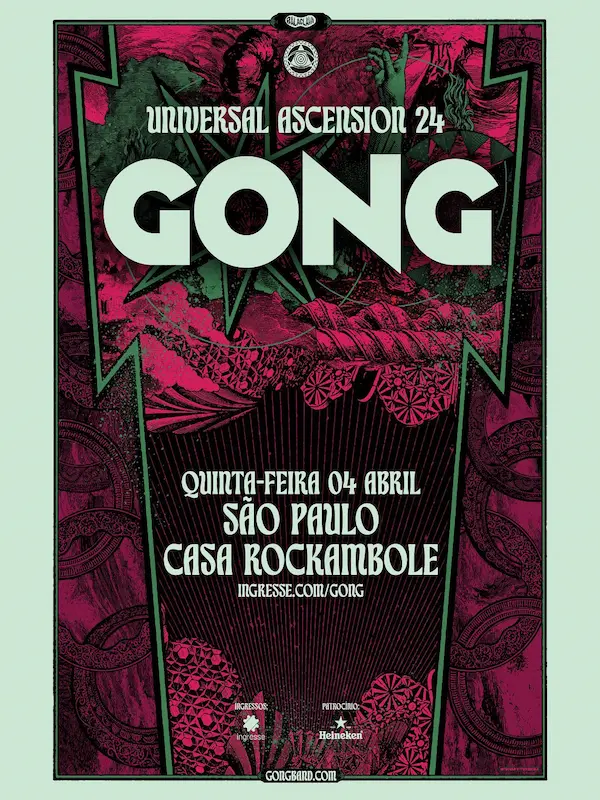 BALACLAVA
UNIVERSAL ASCENSION 24
GONG
QUINTA-FEIRA 04 ABRIL
SÃO PAULO
CASA ROCKAMBOLE
INGRESSE.COM/GONG
INGRESSOS: PATROCÍNIO:
ingresse Heineken
GONGBAND.COM